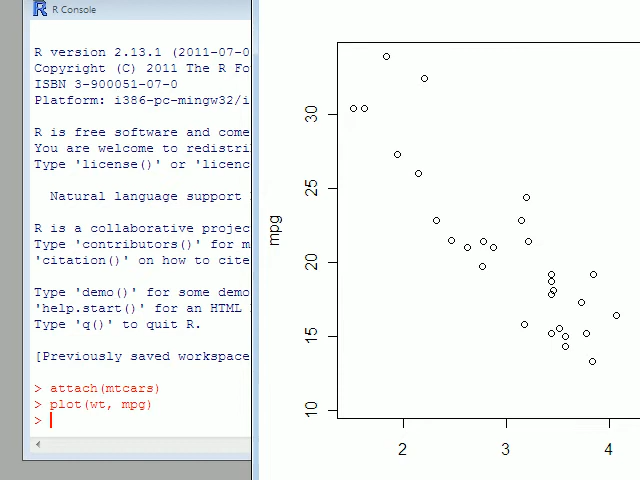 R Console
R version 2.13.1 (2011-07-0
Copyright (C) 2011 The R Fo
ISBN 3-900051-07-0
Platform: i386-pc-mingw32/i
R is free software and come
You are welcome to redistri
Type 'license()' or 'licenc
Natural language support
R is a collaborative projec
Type 'contributors()' for m
'citation()' on how to cite
Type 'demo()' for some demo
'help.start()' for an HTML
Type 'q()' to quit R.
[Previously saved workspace
> attach(mtcars)
> plot(wt, mpg)
>
mpg
30
25
20
15
10
2 3 4